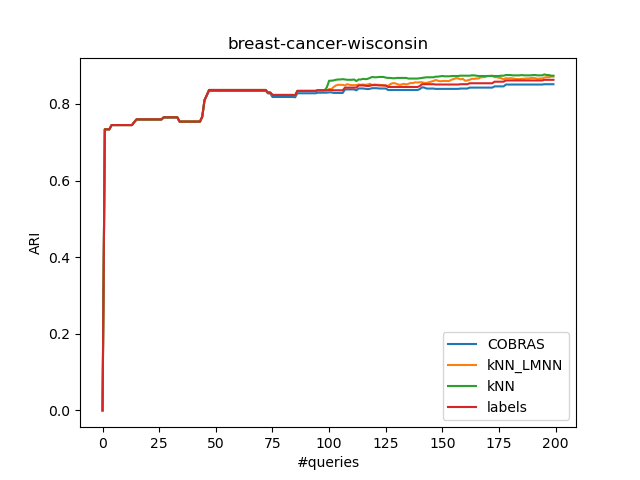 breast-cancer-wisconsin
ARI
0.8
0.6
0.4
0.2
0.0
COBRAS
kNN_LMNN
kNN
labels
0 25 50 75 100 125 150 175 200
#queries